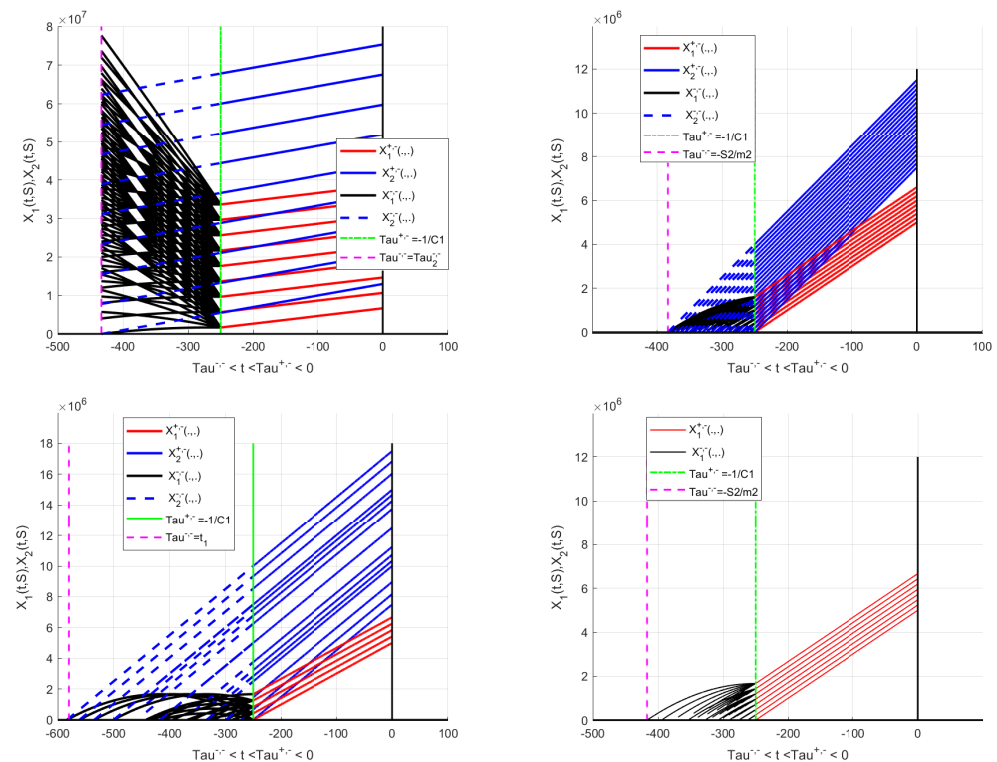 ×10⁷
8
7
6
5
4
3
2
1
0
X₁(t,S),X₂(t,S)
-500 -400 -300 -200 -100 0 100
Tau⁻·⁻ < t <Tau⁺·⁻ < 0
X₁⁺·⁻(.,.)
X₂⁺·⁻(.,.)
X₁⁻·⁻(.,.)
X₂⁻·⁻(.,.)
Tau⁺·⁻ =-1/C1
Tau⁻·⁻=Tau₂⁻·⁻
×10⁶
12
10
8
6
4
2
0
X₁(t,S),X₂(t,S)
-400 -300 -200 -100 0 100
Tau⁻·⁻ < t <Tau⁺·⁻ < 0
X₁⁺·⁻(.,.)
X₂⁺·⁻(.,.)
X₁⁻·⁻(.,.)
X₂⁻·⁻(.,.)
Tau⁺·⁻ =-1/C1
Tau⁻·⁻=-S2/m2
×10⁶
18
16
14
12
10
8
6
4
2
0
X₁(t,S),X₂(t,S)
-600 -500 -400 -300 -200 -100 0 100
Tau⁻·⁻ < t <Tau⁺·⁻ < 0
X₁⁺·⁻(.,.)
X₂⁺·⁻(.,.)
X₁⁻·⁻(.,.)
X₂⁻·⁻(.,.)
Tau⁺·⁻ =-1/C1
Tau⁻·⁻=t₁
×10⁶
12
10
8
6
4
2
0
X₁(t,S),X₂(t,S)
-500 -400 -300 -200 -100 0 100
Tau⁻·⁻ < t <Tau⁺·⁻ < 0
X₁⁺·⁻(.,.)
X₁⁻·⁻(.,.)
Tau⁺·⁻ =-1/C1
Tau⁻·⁻=-S2/m2